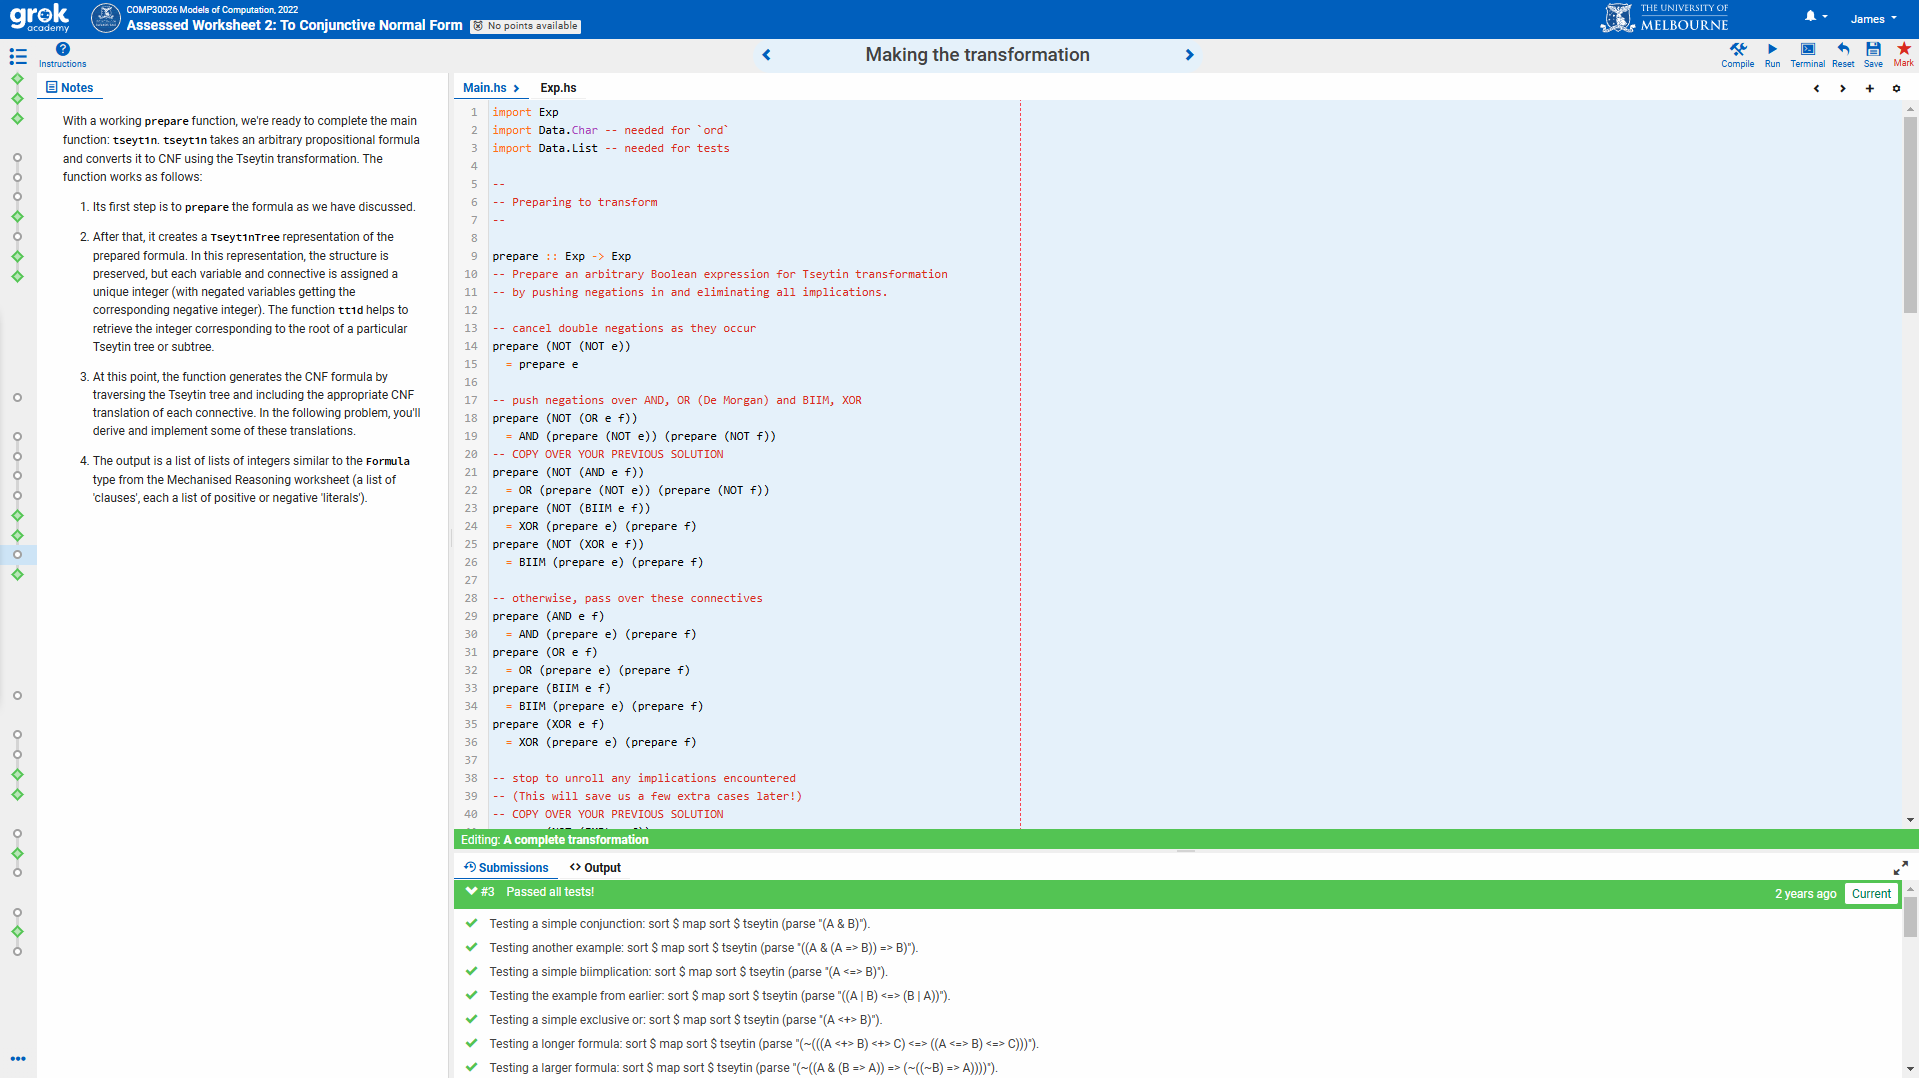 grok
academy
COMP30026 Models of Computation, 2022
Assessed Worksheet 2: To Conjunctive Normal Form
No points available
THE UNIVERSITY OF
MELBOURNE
James
Instructions
Making the transformation
Compile
Run
Terminal
Reset
Save
Mark
Notes
With a working prepare function, we're ready to complete the main
function: tseytin. tseytin takes an arbitrary propositional formula
and converts it to CNF using the Tseytin transformation. The
function works as follows:
1. Its first step is to prepare the formula as we have discussed.
2. After that, it creates a TseytinTree representation of the
prepared formula. In this representation, the structure is
preserved, but each variable and connective is assigned a
unique integer (with negated variables getting the
corresponding negative integer). The function ttid helps to
retrieve the integer corresponding to the root of a particular
Tseytin tree or subtree.
3. At this point, the function generates the CNF formula by
traversing the Tseytin tree and including the appropriate CNF
translation of each connective. In the following problem, you'll
derive and implement some of these translations.
4. The output is a list of lists of integers similar to the Formula
type from the Mechanised Reasoning worksheet (a list of
'clauses', each a list of positive or negative 'literals').
Main.hs
Exp.hs
1 import Exp
2 import Data.Char -- needed for `ord`
3 import Data.List -- needed for tests
4
5 --
6 -- Preparing to transform
7 --
8
9 prepare :: Exp -> Exp
10 -- Prepare an arbitrary Boolean expression for Tseytin transformation
11 -- by pushing negations in and eliminating all implications.
12
13 -- cancel double negations as they occur
14 prepare (NOT (NOT e))
15 = prepare e
16
17 -- push negations over AND, OR (De Morgan) and BIIM, XOR
18 prepare (NOT (OR e f))
19 = AND (prepare (NOT e)) (prepare (NOT f))
20 -- COPY OVER YOUR PREVIOUS SOLUTION
21 prepare (NOT (AND e f))
22 = OR (prepare (NOT e)) (prepare (NOT f))
23 prepare (NOT (BIIM e f))
24 = XOR (prepare e) (prepare f)
25 prepare (NOT (XOR e f))
26 = BIIM (prepare e) (prepare f)
27
28 -- otherwise, pass over these connectives
29 prepare (AND e f)
30 = AND (prepare e) (prepare f)
31 prepare (OR e f)
32 = OR (prepare e) (prepare f)
33 prepare (BIIM e f)
34 = BIIM (prepare e) (prepare f)
35 prepare (XOR e f)
36 = XOR (prepare e) (prepare f)
37
38 -- stop to unroll any implications encountered
39 -- (This will save us a few extra cases later!)
40 -- COPY OVER YOUR PREVIOUS SOLUTION
Editing: A complete transformation
Submissions
Output
#3 Passed all tests!
2 years ago
Current
Testing a simple conjunction: sort $ map sort $ tseytin (parse "(A & B)").
Testing another example: sort $ map sort $ tseytin (parse "((A & (A => B)) => B)").
Testing a simple biimplication: sort $ map sort $ tseytin (parse "(A <=> B)").
Testing the example from earlier: sort $ map sort $ tseytin (parse "((A | B) <=> (B | A))").
Testing a simple exclusive or: sort $ map sort $ tseytin (parse "(A <+> B)").
Testing a longer formula: sort $ map sort $ tseytin (parse "(~(((A <+> B) <+> C) <=> ((A <=> B) <=> C)))").
Testing a larger formula: sort $ map sort $ tseytin (parse "(~((A & (B => A)) => (~((~B) => A))))").